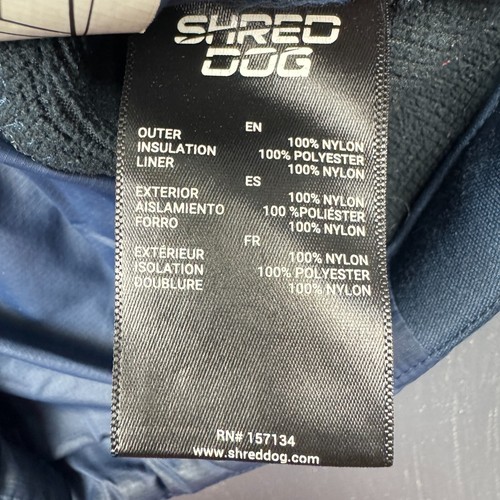 SHRED
DOG
EN
OUTER 100% NYLON
INSULATION 100% POLYESTER
LINER 100% NYLON
ES
EXTERIOR 100% NYLON
AISLAMIENTO 100 %POLIÉSTER
FORRO 100% NYLON
FR
EXTÉRIEUR 100% NYLON
ISOLATION 100% POLYESTER
DOUBLURE 100% NYLON
RN# 157134
www.shreddog.com